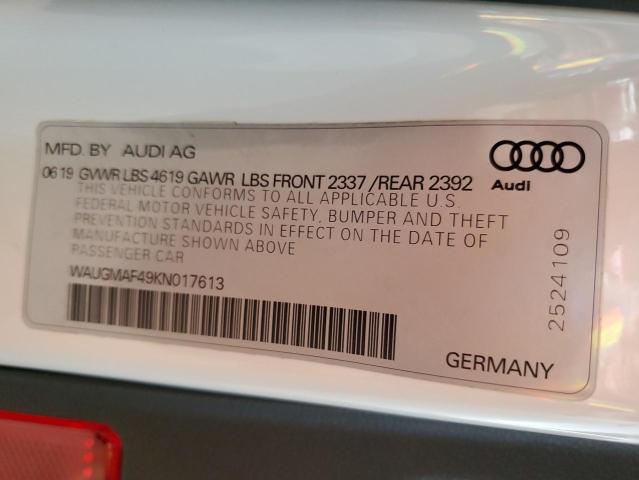 MFD. BY AUDI AG
06 19 GVWR LBS 4619 GAWR LBS FRONT 2337 /REAR 2392
THIS VEHICLE CONFORMS TO ALL APPLICABLE U.S.
FEDERAL MOTOR VEHICLE SAFETY, BUMPER AND THEFT
PREVENTION STANDARDS IN EFFECT ON THE DATE OF
MANUFACTURE SHOWN ABOVE
PASSENGER CAR
WAUGMAF49KN017613
Audi
2524109
GERMANY